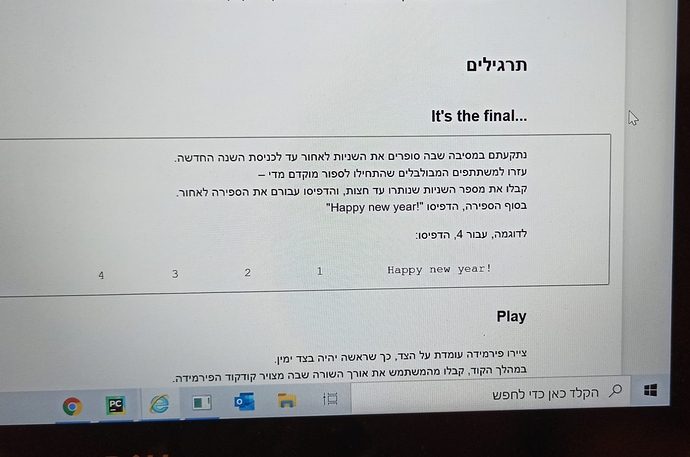 תרגילים
It's the final...
נתקעתם במסיבה שבה סופרים את השניות לאחור עד לכניסת השנה החדשה.
עזרו למשתתפים המבולבלים שהתחילו לספור מוקדם מדי –
קבלו את מספר השניות שנותרו עד חצות, והדפיסו עבורם את הספירה לאחור.
בסוף הספירה, הדפיסו "Happy new year!"
לדוגמה, עבור 4, הדפיסו:
4 3 2 1 Happy new year!
Play
ציירו פירמידה עומדת על הצד, כך שראשה יהיה בצד ימין.
במהלך הקוד, קבלו מהמשתמש את אורך השורה שבה מצויר קודקוד הפירמידה.
PC
הקלד כאן כדי לחפש